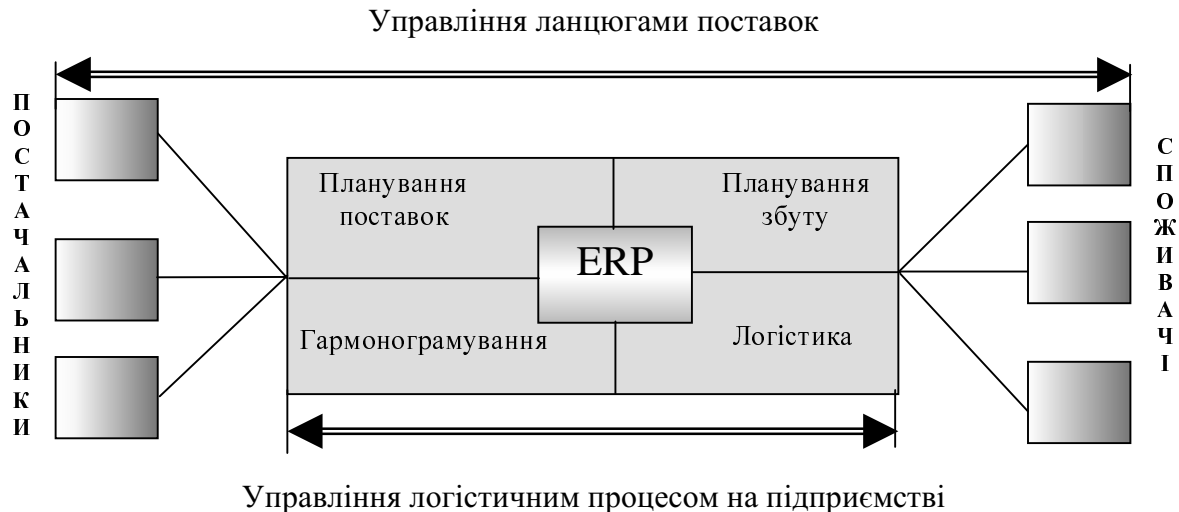 Управління ланцюгами поставок
ПОСТАЧАЛЬНИКИ
Планування
поставок
Планування
збуту
ERP
Гармонограмування
Логістика
СПОЖИВАЧІ
Управління логістичним процесом на підприємстві